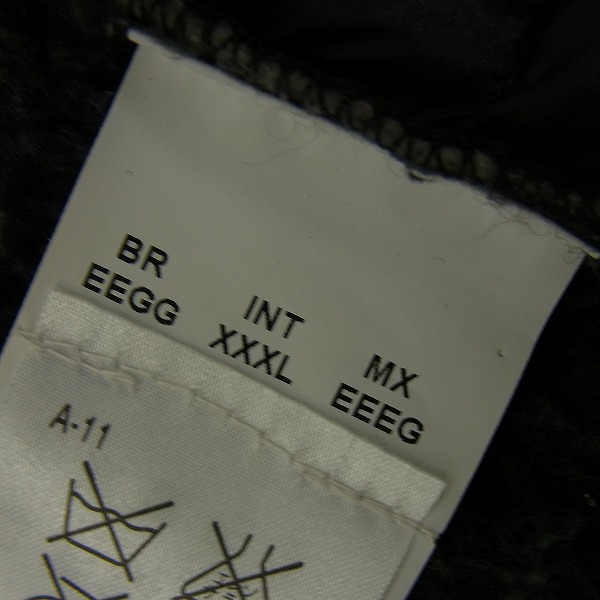 BR INT MX
EEGG XXXL EEEG
A-11